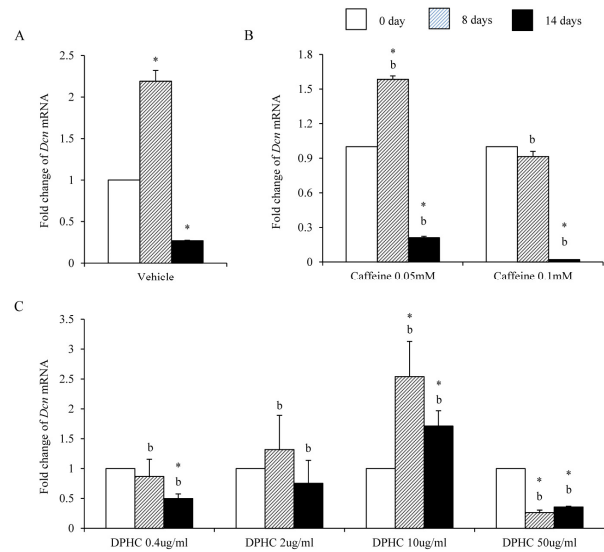 0 day 8 days 14 days
A
Fold change of Dcn mRNA
2.5
2
1.5
1
0.5
0
*
*
Vehicle
B
Fold change of Dcn mRNA
1.8
1.5
1.2
0.9
0.6
0.3
0
*
b
*
b
b
*
b
Caffeine 0.05mM Caffeine 0.1mM
C
Fold change of Dcn mRNA
3.5
3
2.5
2
1.5
1
0.5
0
b
*
b
b
b
*
b
*
b
*
b
*
b
DPHC 0.4ug/ml DPHC 2ug/ml DPHC 10ug/ml DPHC 50ug/ml